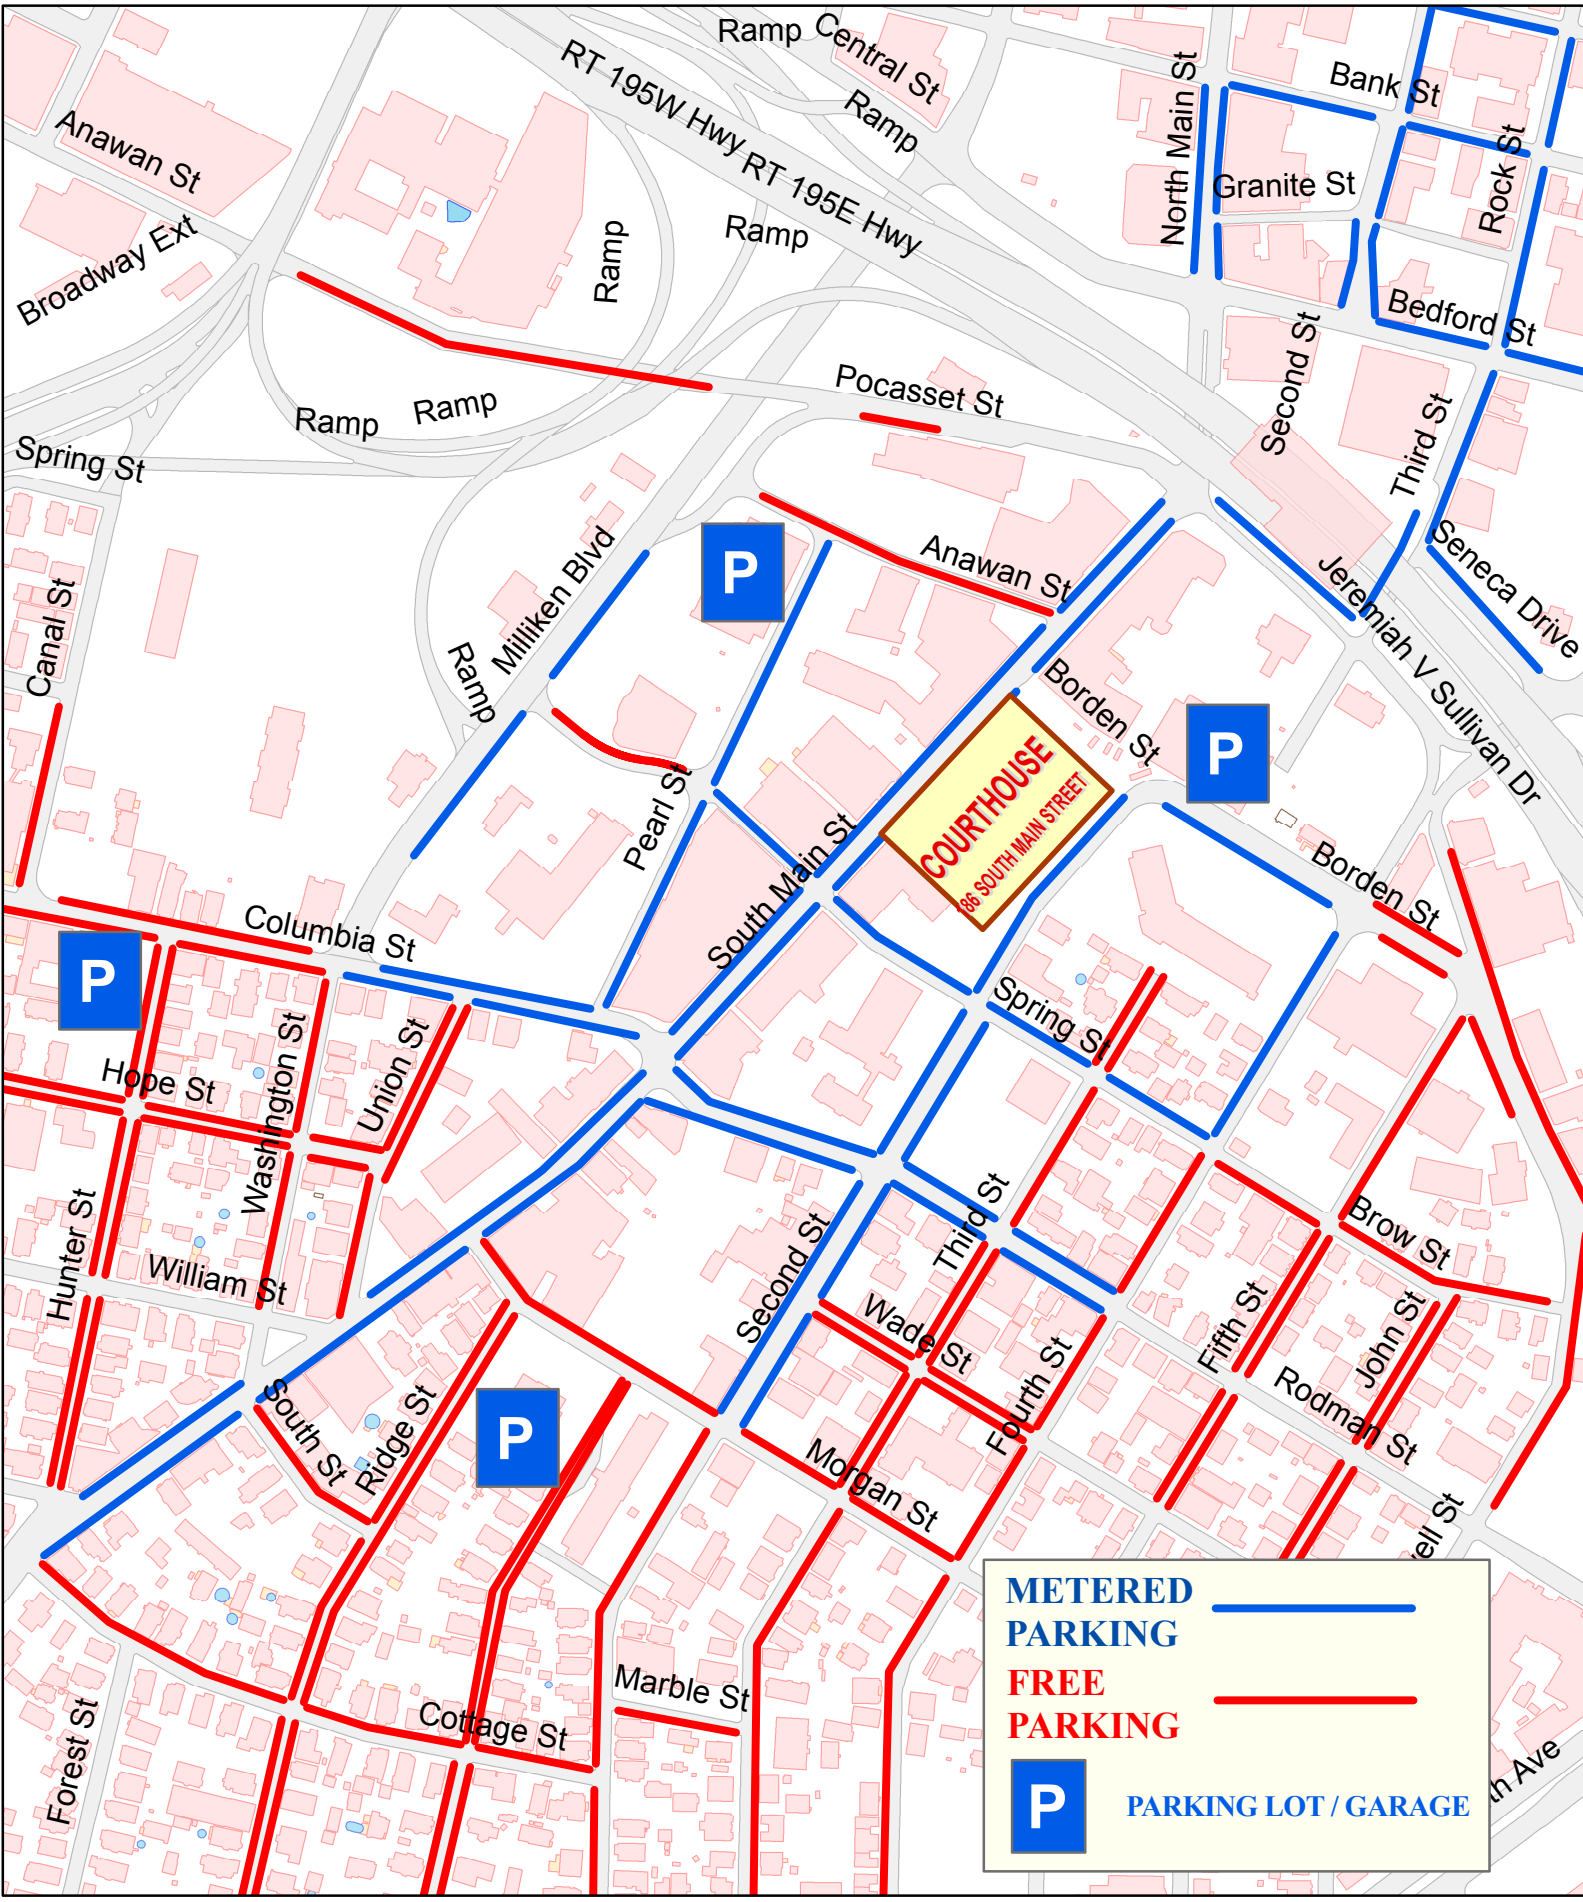 Ramp
Central St
RT 195W Hwy
Ramp
Bank St
North Main St
Anawan St
Rock St
RT 195E Hwy
Granite St
Broadway Ext
Ramp
Ramp
Bedford St
Second St
Pocasset St
Ramp
Ramp
Third St
Spring St
P
Anawan St
Seneca Drive
Milliken Blvd
Canal St
Jeremiah V Sullivan Dr
Ramp
Borden St
P
COURTHOUSE
186 SOUTH MAIN STREET
Pearl St
South Main St
Borden St
Columbia St
P
Spring St
Washington St
Union St
Hope St
Hunter St
William St
Third St
Second St
Brow St
Wade St
Fifth St
John St
Fourth St
Rodman St
South St
Ridge St
P
Morgan St
ell St
Marble St
Cottage St
Forest St
th Ave
METERED
PARKING
FREE
PARKING
P
PARKING LOT / GARAGE